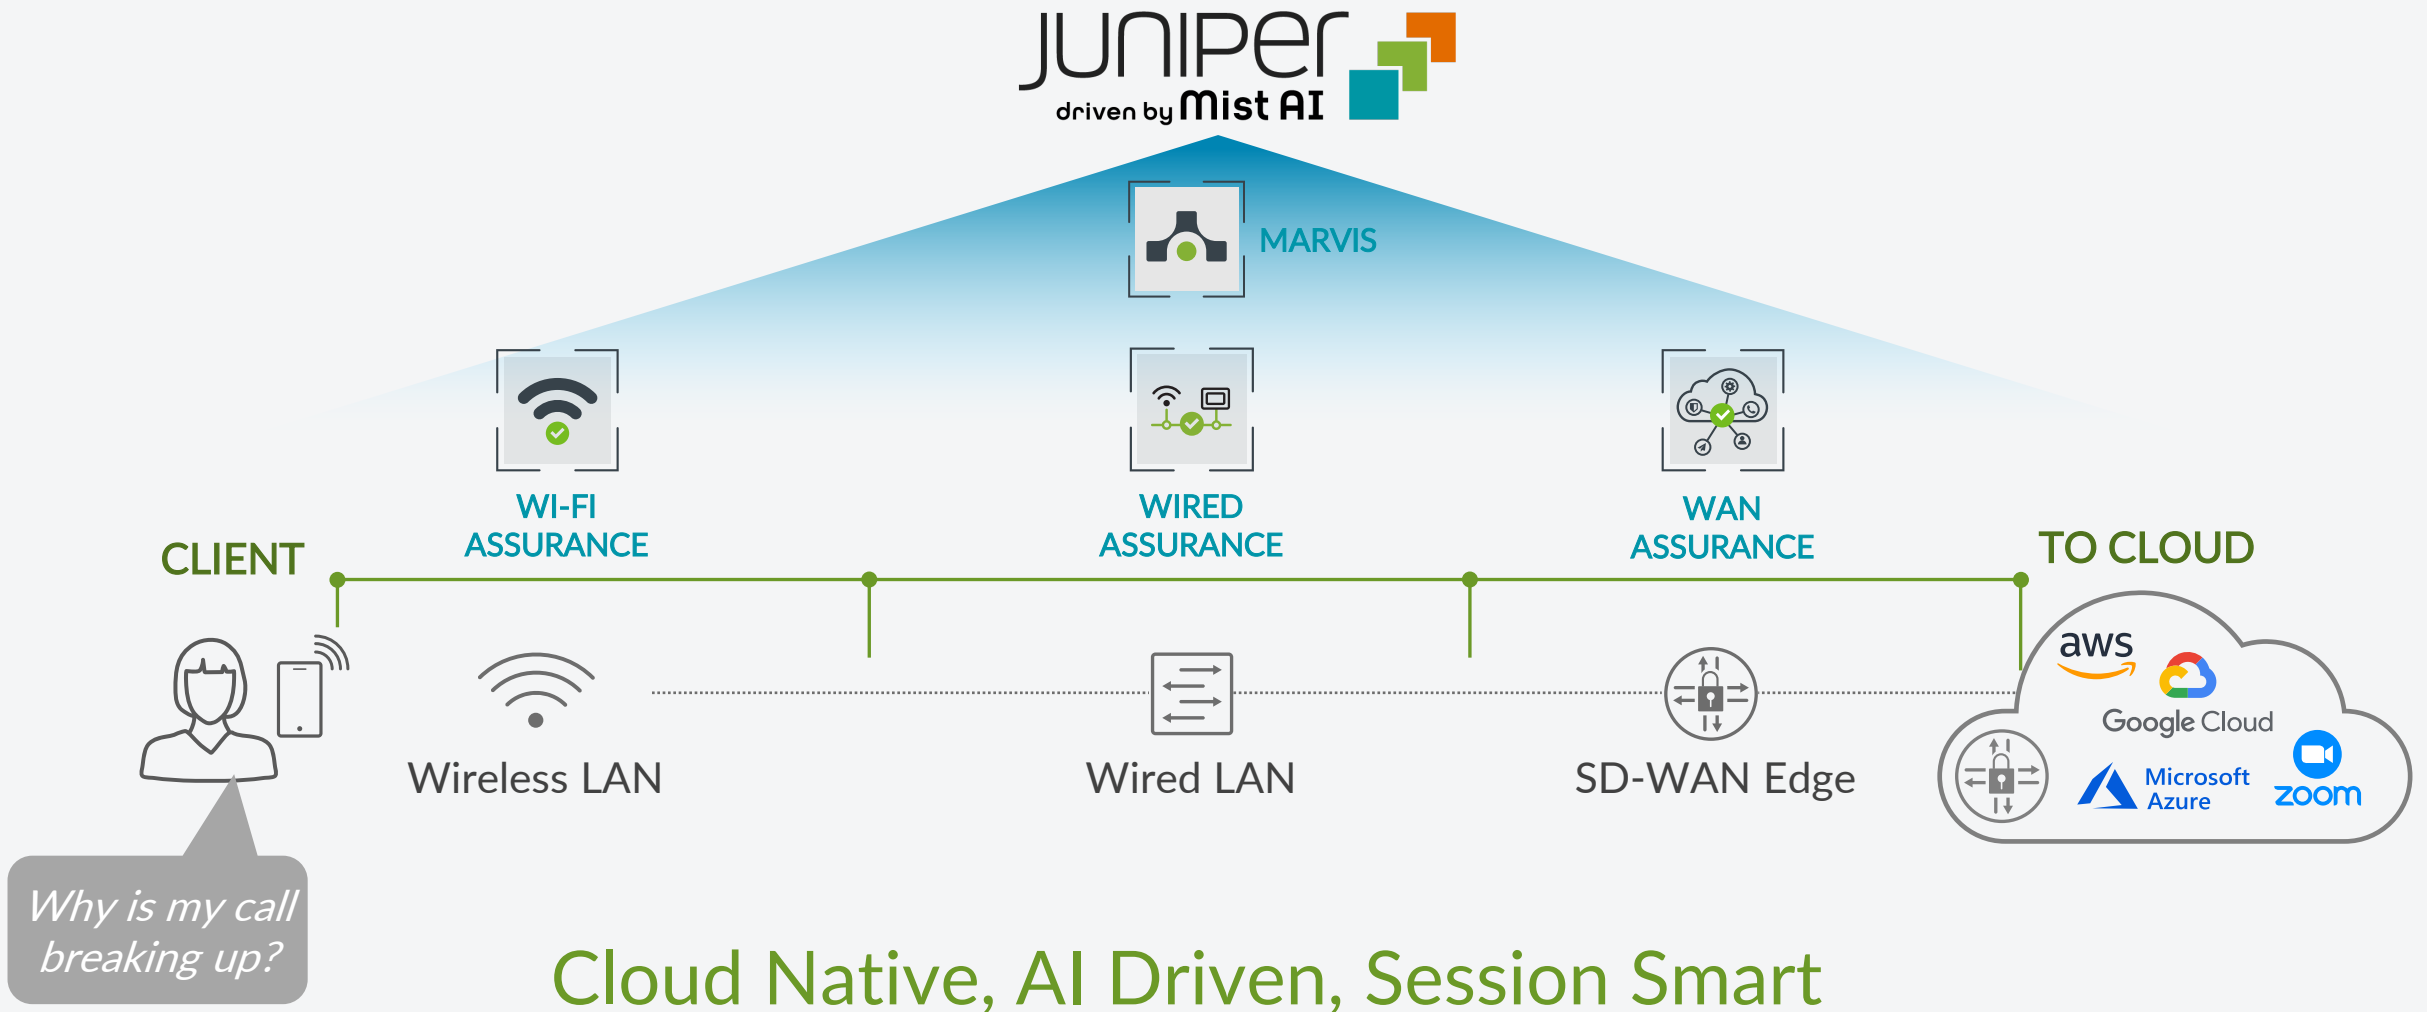 JUNIPer
driven by Mist AI
MARVIS
WI-FI
ASSURANCE
WIRED
ASSURANCE
WAN
ASSURANCE
CLIENT
TO CLOUD
aws
Google Cloud
Microsoft
Azure
zoom
Wireless LAN
Wired LAN
SD-WAN Edge
Why is my call
breaking up?
Cloud Native, AI Driven, Session Smart